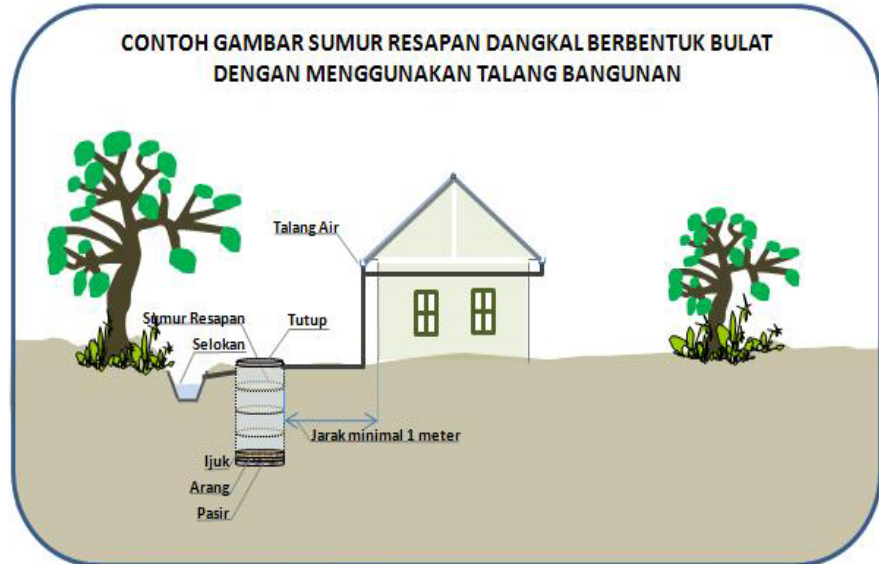 CONTOH GAMBAR SUMUR RESAPAN DANGKAL BERBENTUK BULAT
DENGAN MENGGUNAKAN TALANG BANGUNAN
Talang Air
Sumur Resapan
Tutup
Selokan
Jarak minimal 1 meter
Ijuk
Arang
Pasir